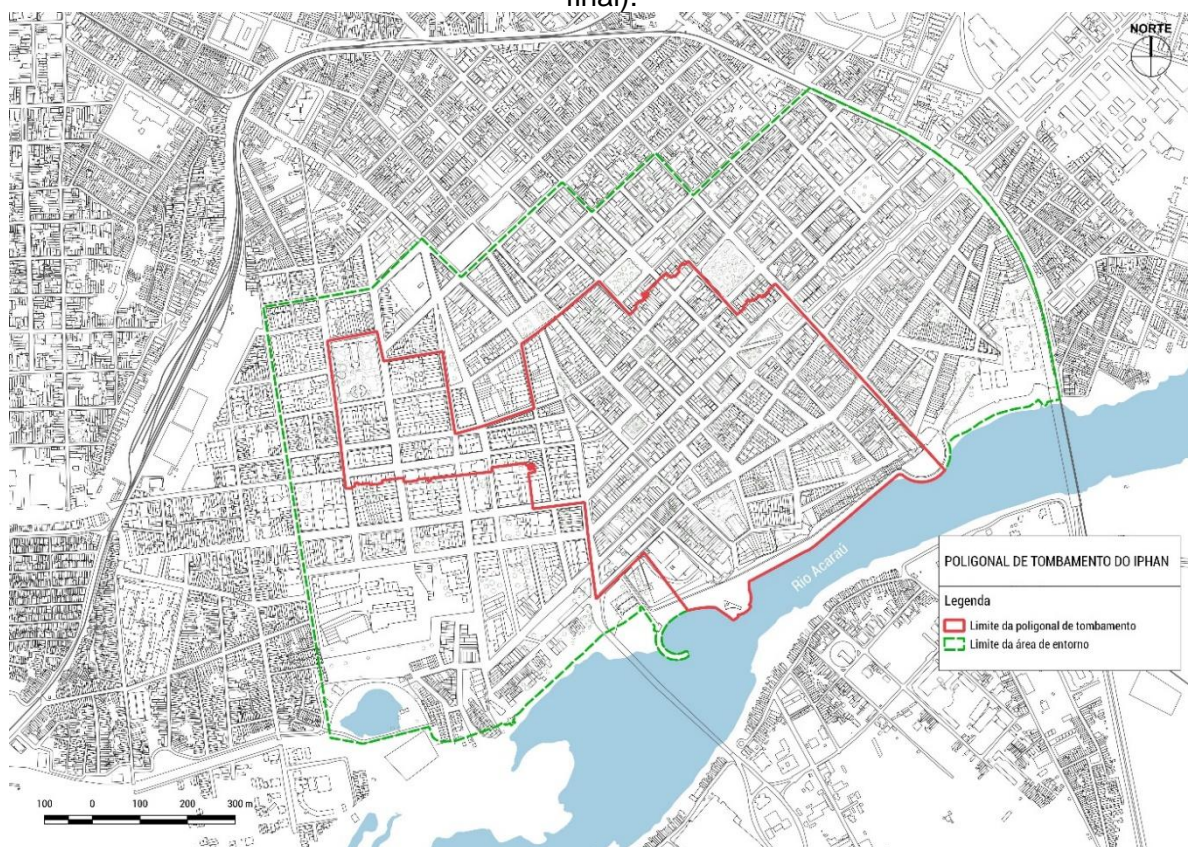 final).
NORTE
Rio Acaraú
POLIGONAL DE TOMBAMENTO DO IPHAN
Legenda
Limite da poligonal de tombamento
Limite da área de entorno
100 0 100 200 300 m